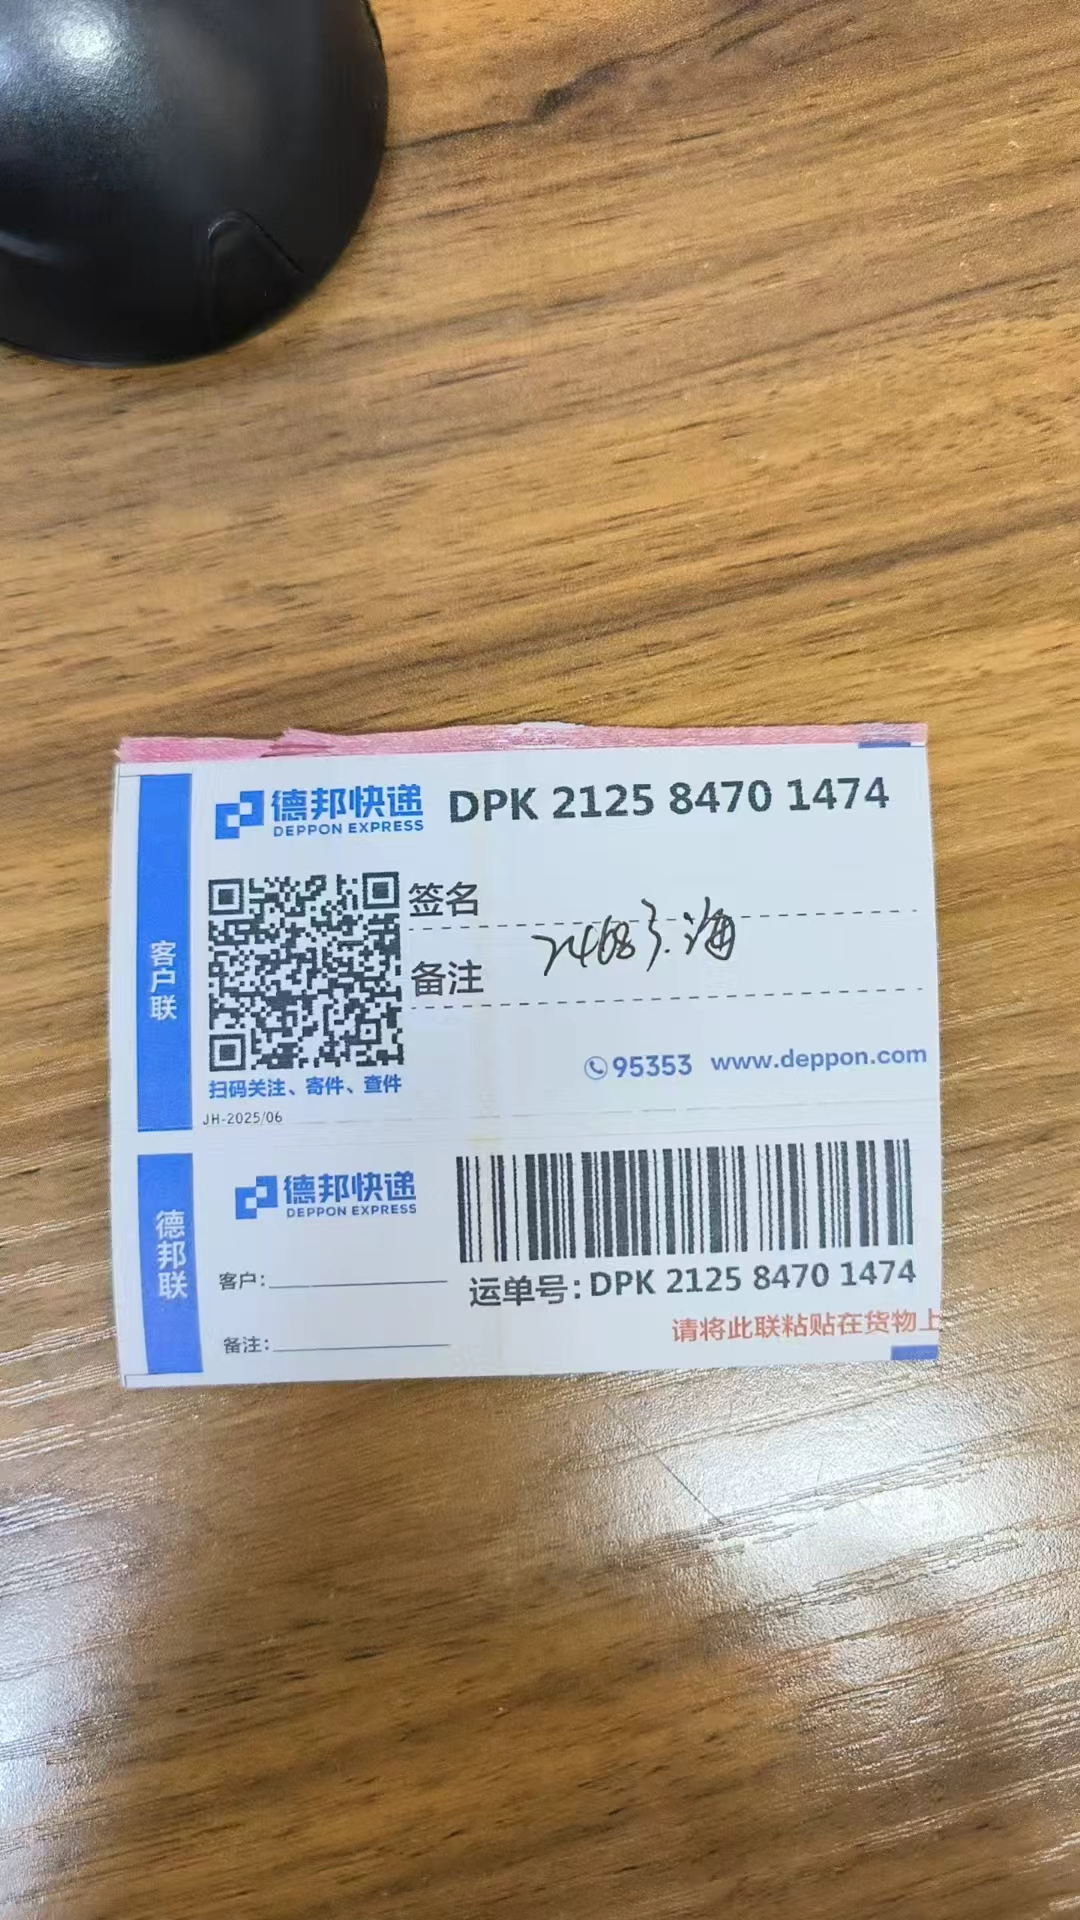 德邦快递 DPK 2125 8470 1474
DEPPON EXPRESS
客户联
签名
备注
海
95353 www.deppon.com
扫码关注、寄件、查件
JH-2025/06
德邦联
德邦快递
DEPPON EXPRESS
客户:
运单号:DPK 2125 8470 1474
备注:
请将此联粘贴在货物上